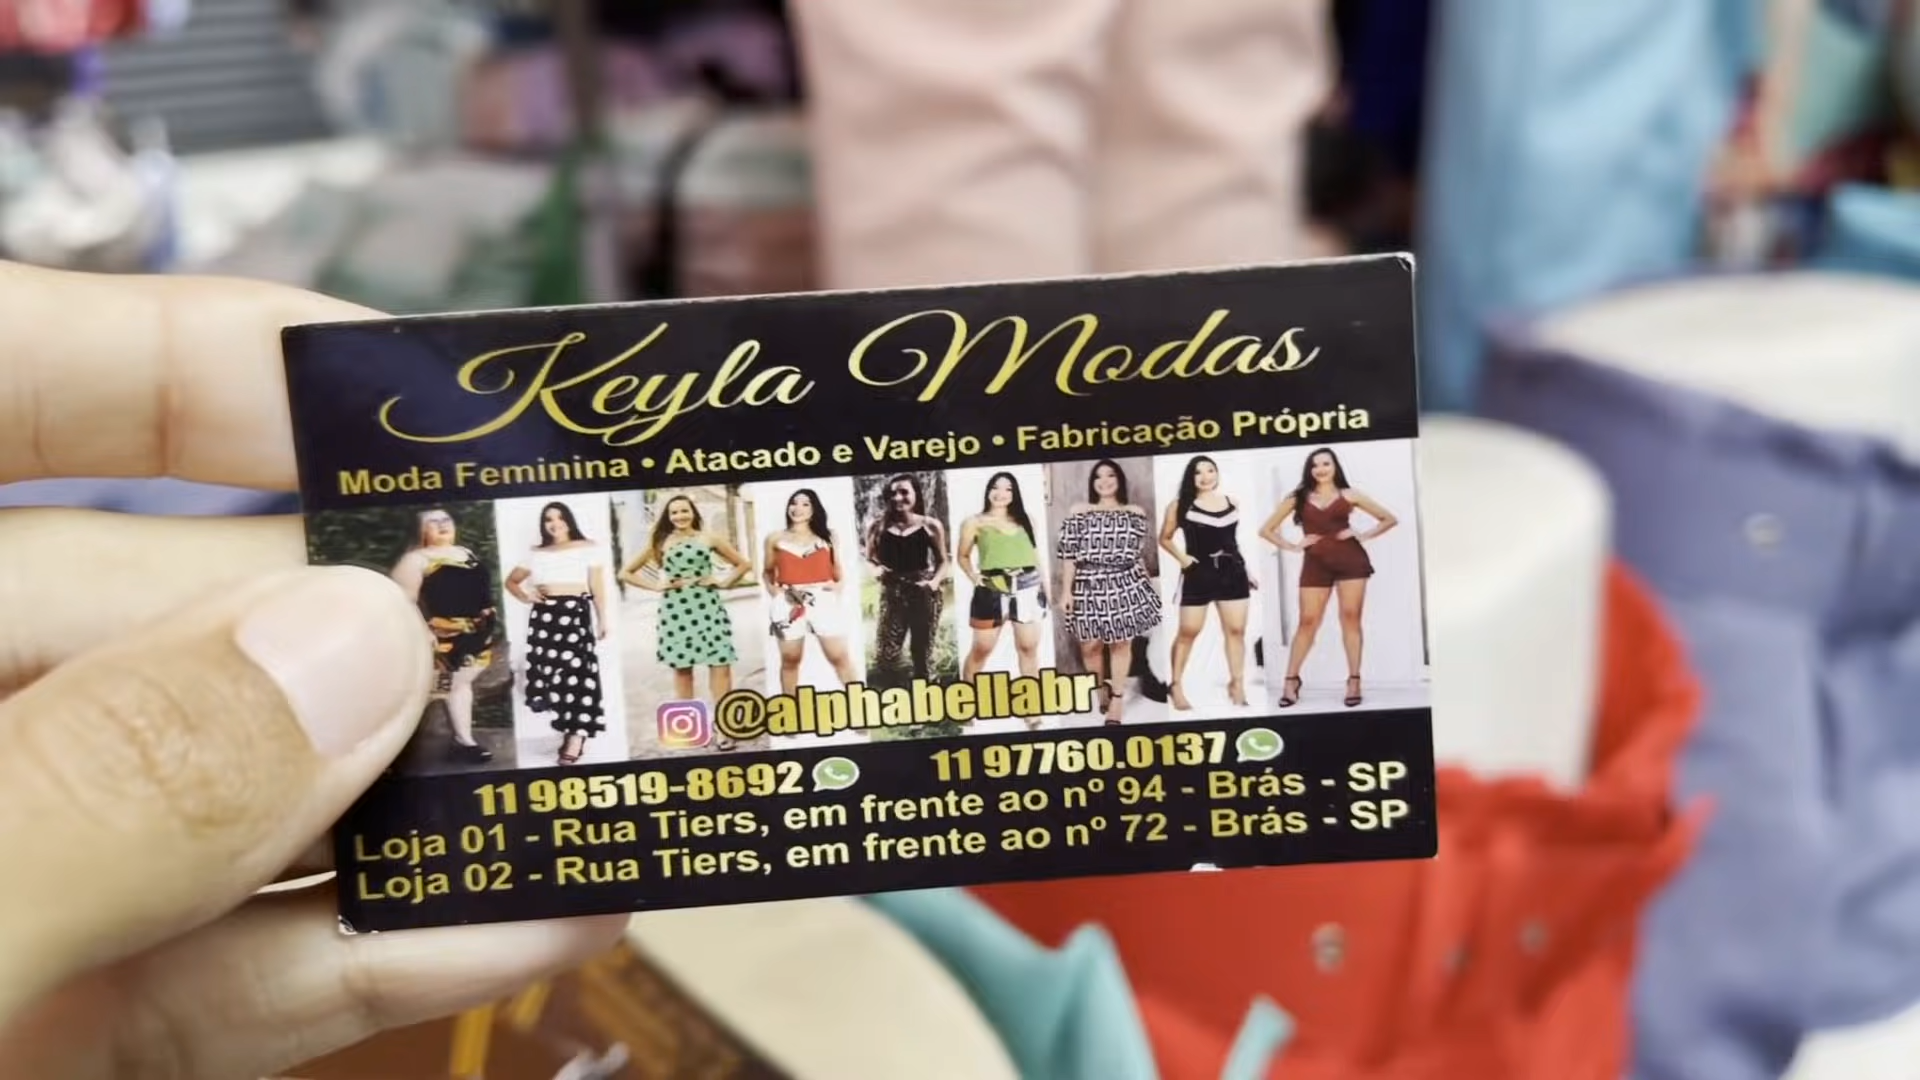 Keyla Modas
Moda Feminina • Atacado e Varejo • Fabricação Própria
@alphabellabr
11 98519-8692 11 97760.0137
Loja 01 - Rua Tiers, em frente ao nº 94 - Brás - SP
Loja 02 - Rua Tiers, em frente ao nº 72 - Brás - SP